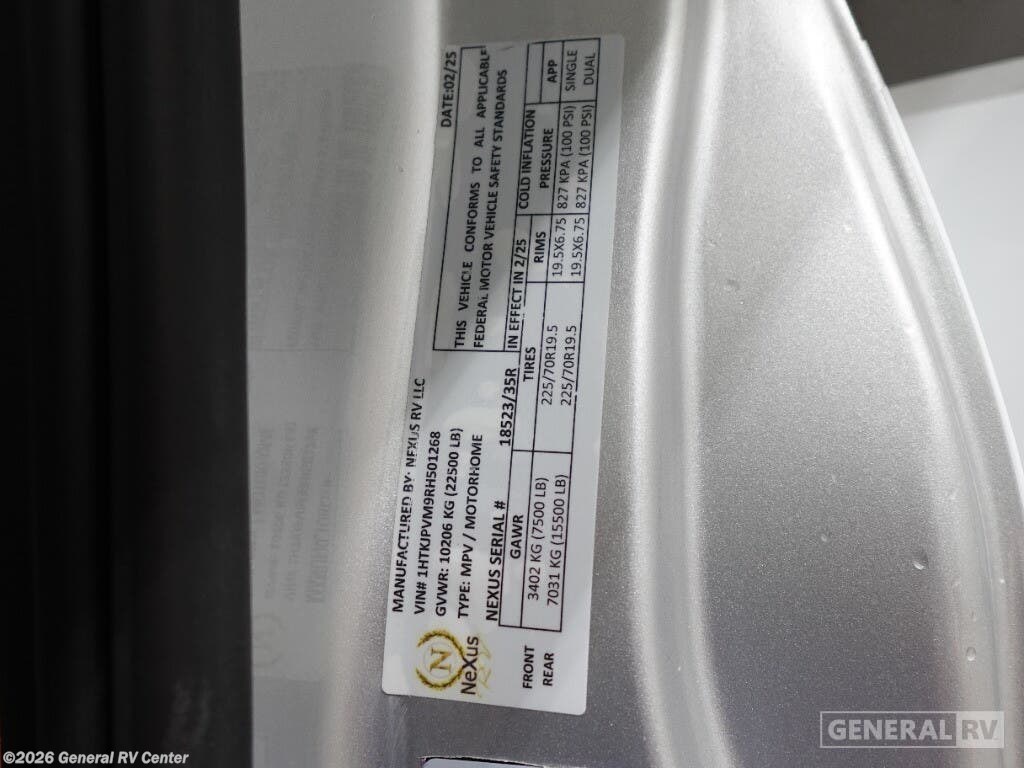 MANUFACTURED BY: NEXUS RV LLC
VIN# 1HTKJPVM9RH501268
GVWR: 10206 KG (22500 LB)
TYPE: MPV / MOTORHOME
NEXUS SERIAL # 18523/35R
DATE:02/25
THIS VEHICLE CONFORMS TO ALL APPLICABLE
FEDERAL MOTOR VEHICLE SAFETY STANDARDS
IN EFFECT IN 2/25
GAWR TIRES RIMS COLD INFLATION PRESSURE APP
FRONT 3402 KG (7500 LB) 225/70R19.5 19.5X6.75 827 KPA (100 PSI) SINGLE
REAR 7031 KG (15500 LB) 225/70R19.5 19.5X6.75 827 KPA (100 PSI) DUAL
N
NeXus
RV
GENERAL RV
©2026 General RV Center